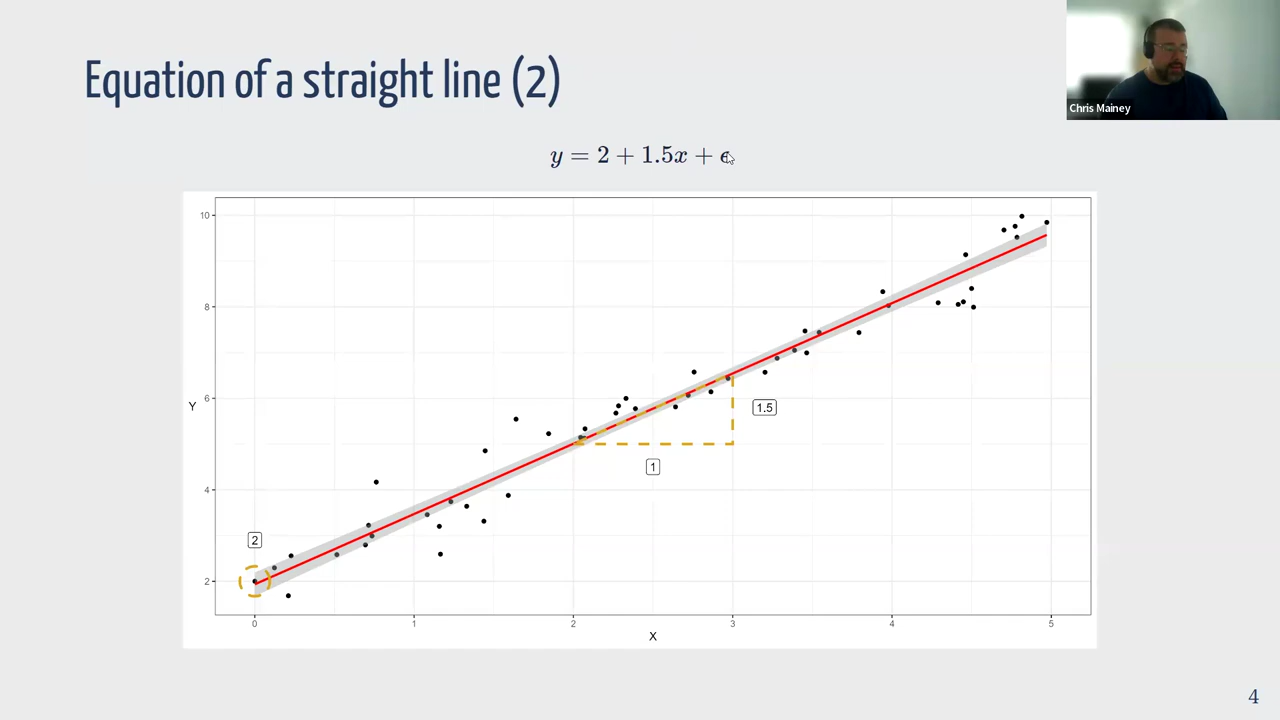 Equation of a straight line (2)
Chris Mainey
y = 2 + 1.5x + ϵ
10
8
6
4
2
Y
1.5
1
2
0 1 2 3 4 5
X
4